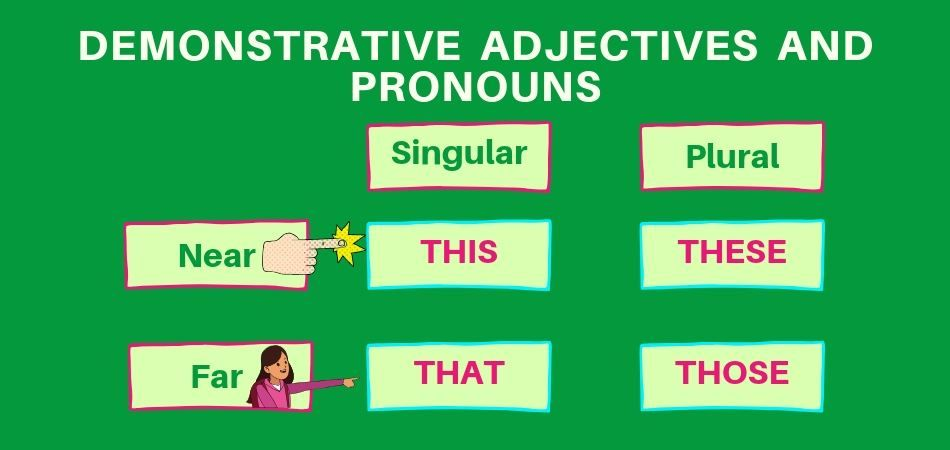 DEMONSTRATIVE ADJECTIVES AND
PRONOUNS
Singular Plural
Near THIS THESE
Far THAT THOSE